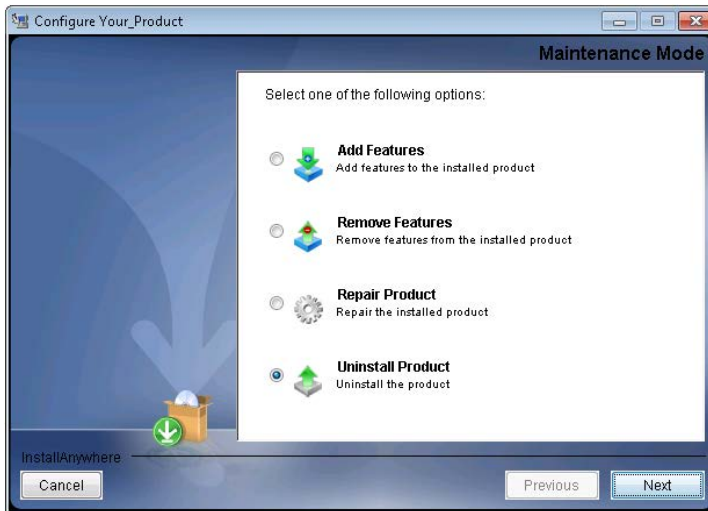 Configure Your_Product
Maintenance Mode
Select one of the following options:
Add Features
Add features to the installed product
Remove Features
Remove features from the installed product
Repair Product
Repair the installed product
Uninstall Product
Uninstall the product
InstallAnywhere
Cancel
Previous
Next